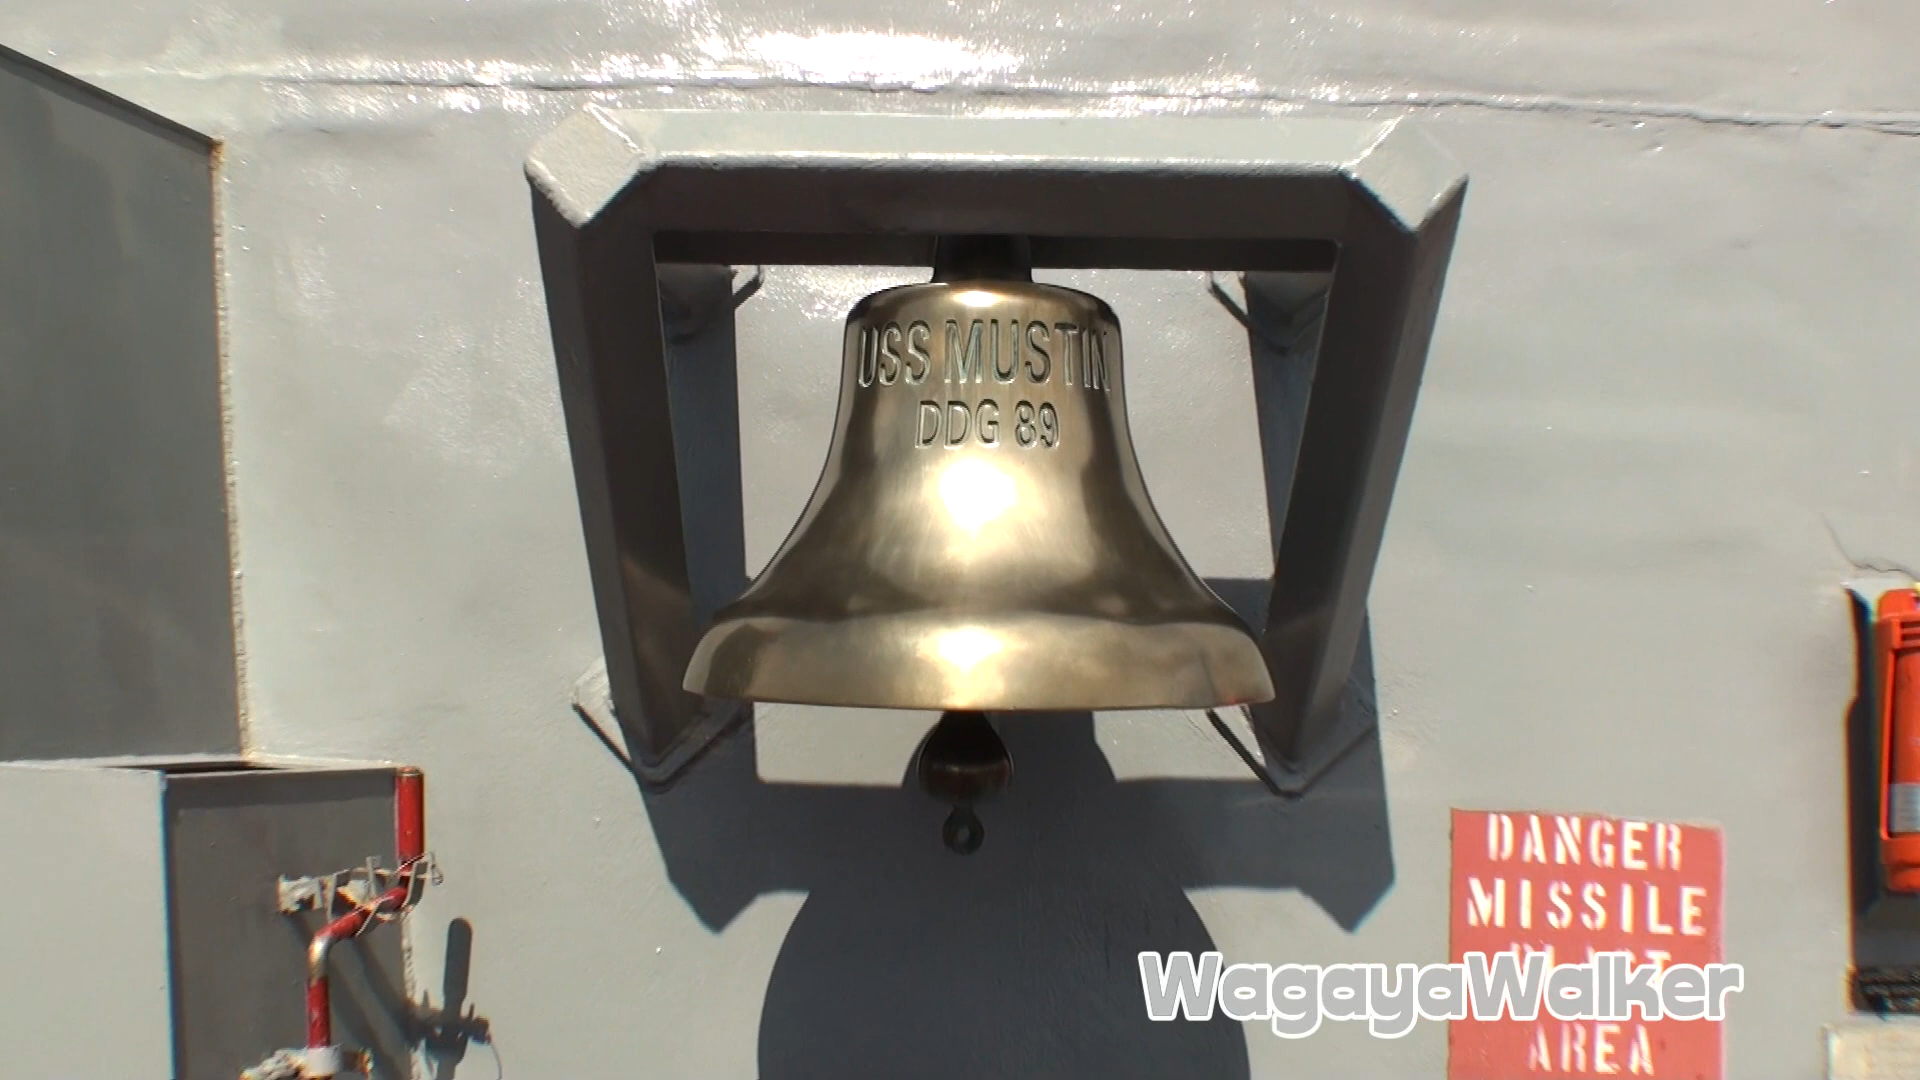 USS MUSTIN
DDG 89
DANGER
MISSILE
WagayaWalker
AREA